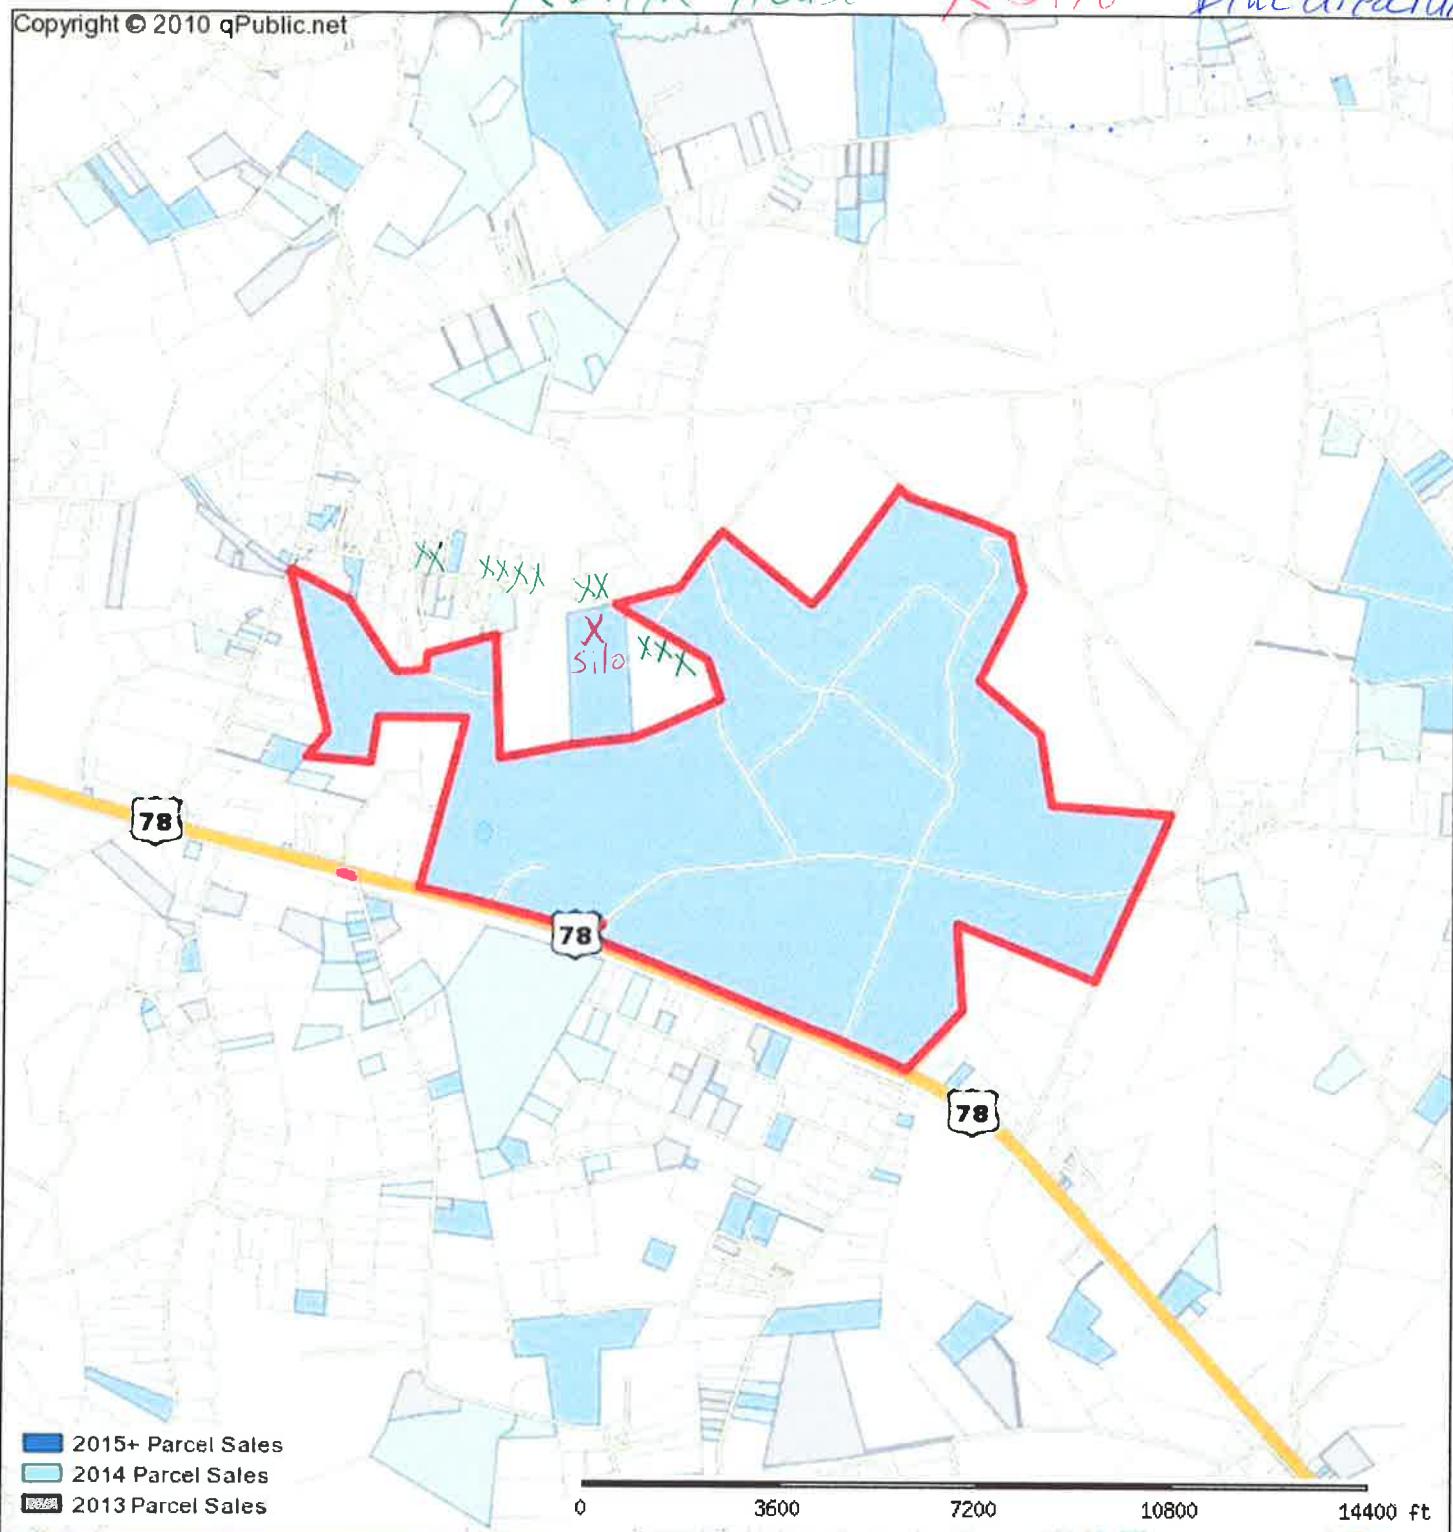 House
Copyright © 2010 qPublic.net
XX
XXXX
XX
X
Silo
XXX
78
78
78
2015+ Parcel Sales
2014 Parcel Sales
2013 Parcel Sales
0 3600 7200 10800 14400 ft